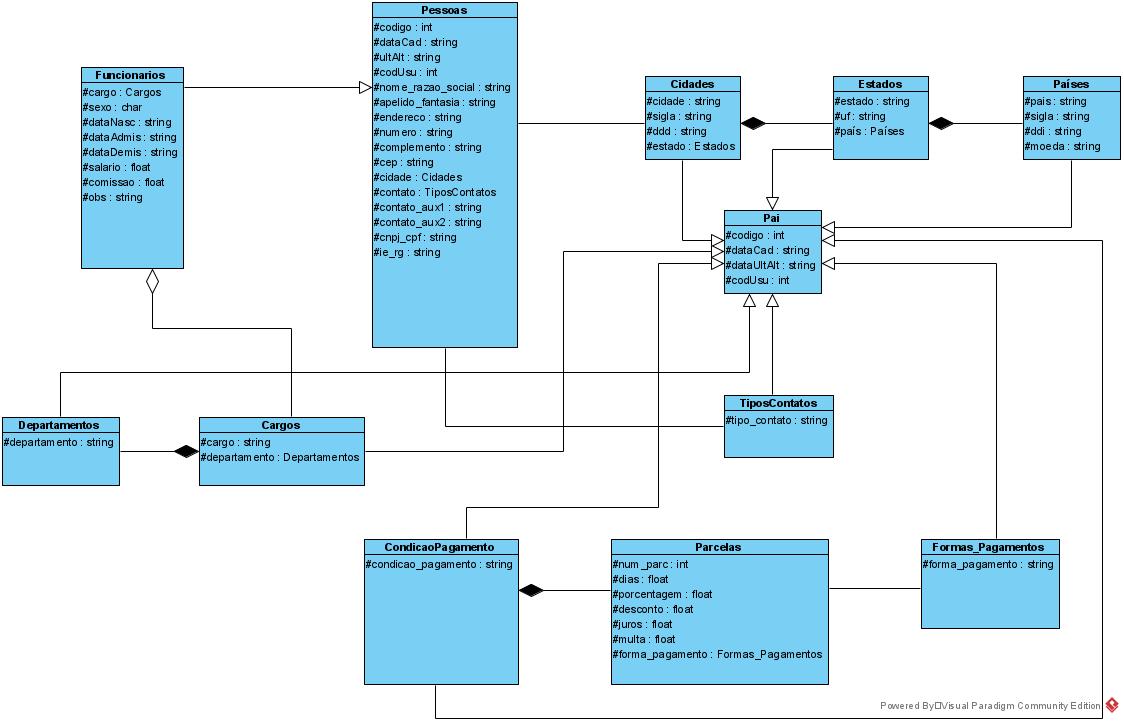 Pessoas
#codigo : int
#dataCad : string
#ultAlt : string
#codUsu : int
#nome_razao_social : string
#apelido_fantasia : string
#endereco : string
#numero : string
#complemento : string
#cep : string
#cidade : Cidades
#contato : TiposContatos
#contato_aux1 : string
#contato_aux2 : string
#cnpj_cpf : string
#ie_rg : string
Funcionarios
#cargo : Cargos
#sexo : char
#dataNasc : string
#dataAdmis : string
#dataDemis : string
#salario : float
#comissao : float
#obs : string
Cidades
#cidade : string
#sigla : string
#ddd : string
#estado : Estados
Estados
#estado : string
#uf : string
#país : Países
Países
#pais : string
#sigla : string
#ddi : string
#moeda : string
Pai
#codigo : int
#dataCad : string
#dataUltAlt : string
#codUsu : int
TiposContatos
#tipo_contato : string
Departamentos
#departamento : string
Cargos
#cargo : string
#departamento : Departamentos
CondicaoPagamento
#condicao_pagamento : string
Parcelas
#num_parc : int
#dias : float
#porcentagem : float
#desconto : float
#juros : float
#multa : float
#forma_pagamento : Formas_Pagamentos
Formas_Pagamentos
#forma_pagamento : string
Powered By Visual Paradigm Community Edition